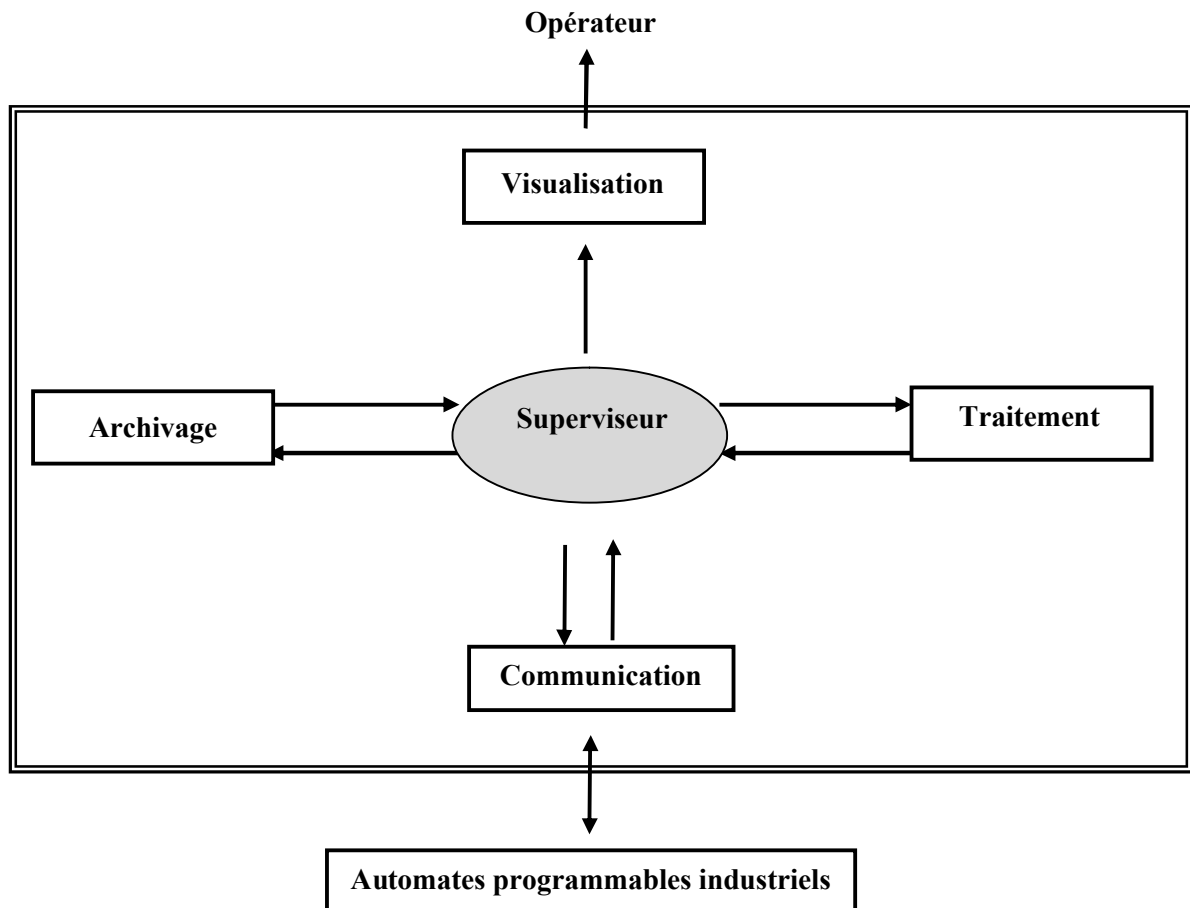 Opérateur
Visualisation
Archivage
Superviseur
Traitement
Communication
Automates programmables industriels